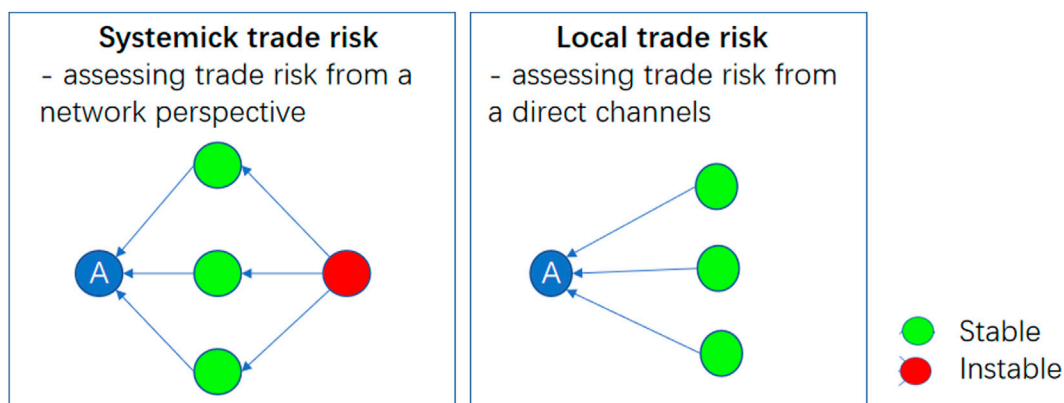 Systemick trade risk
- assessing trade risk from a
network perspective
A
Local trade risk
- assessing trade risk from
a direct channels
A
Stable
Instable